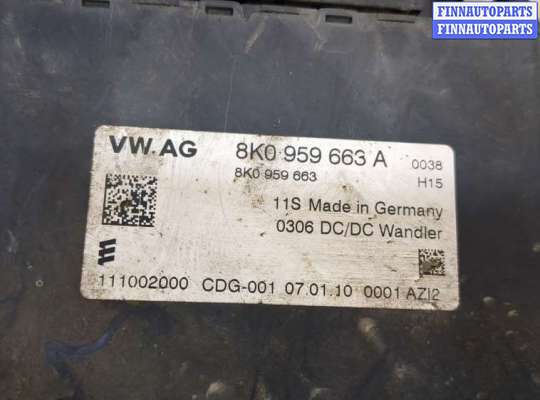 FINNAUTOPARTS
FINNAUTOPARTS
VW AG 8K0 959 663 A 0038
8K0 959 663 H15
11S Made in Germany
0306 DC/DC Wandler
111002000 CDG-001 07.01.10 0001 AZI2